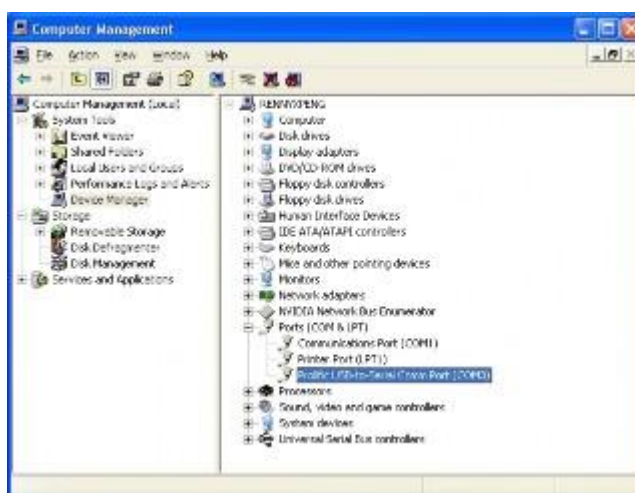 Computer Management
File Action View Window Help
Computer Management (Local)
System Tools
Event Viewer
Shared Folders
Local Users and Groups
Performance Logs and Alerts
Device Manager
Storage
Removable Storage
Disk Defragmenter
Disk Management
Services and Applications
Computer
Disk drives
Display adapters
DVD/CD-ROM drives
Floppy disk controllers
Floppy disk drives
Human Interface Devices
IDE ATA/ATAPI controllers
Keyboards
Mice and other pointing devices
Monitors
Network adapters
NVIDIA Network Bus Enumerator
Ports (COM & LPT)
Communications Port (COM1)
Printer Port (LPT1)
Prolific USB-to-Serial Comm Port
Processors
Sound, video and game controllers
System devices
Universal Serial Bus controllers